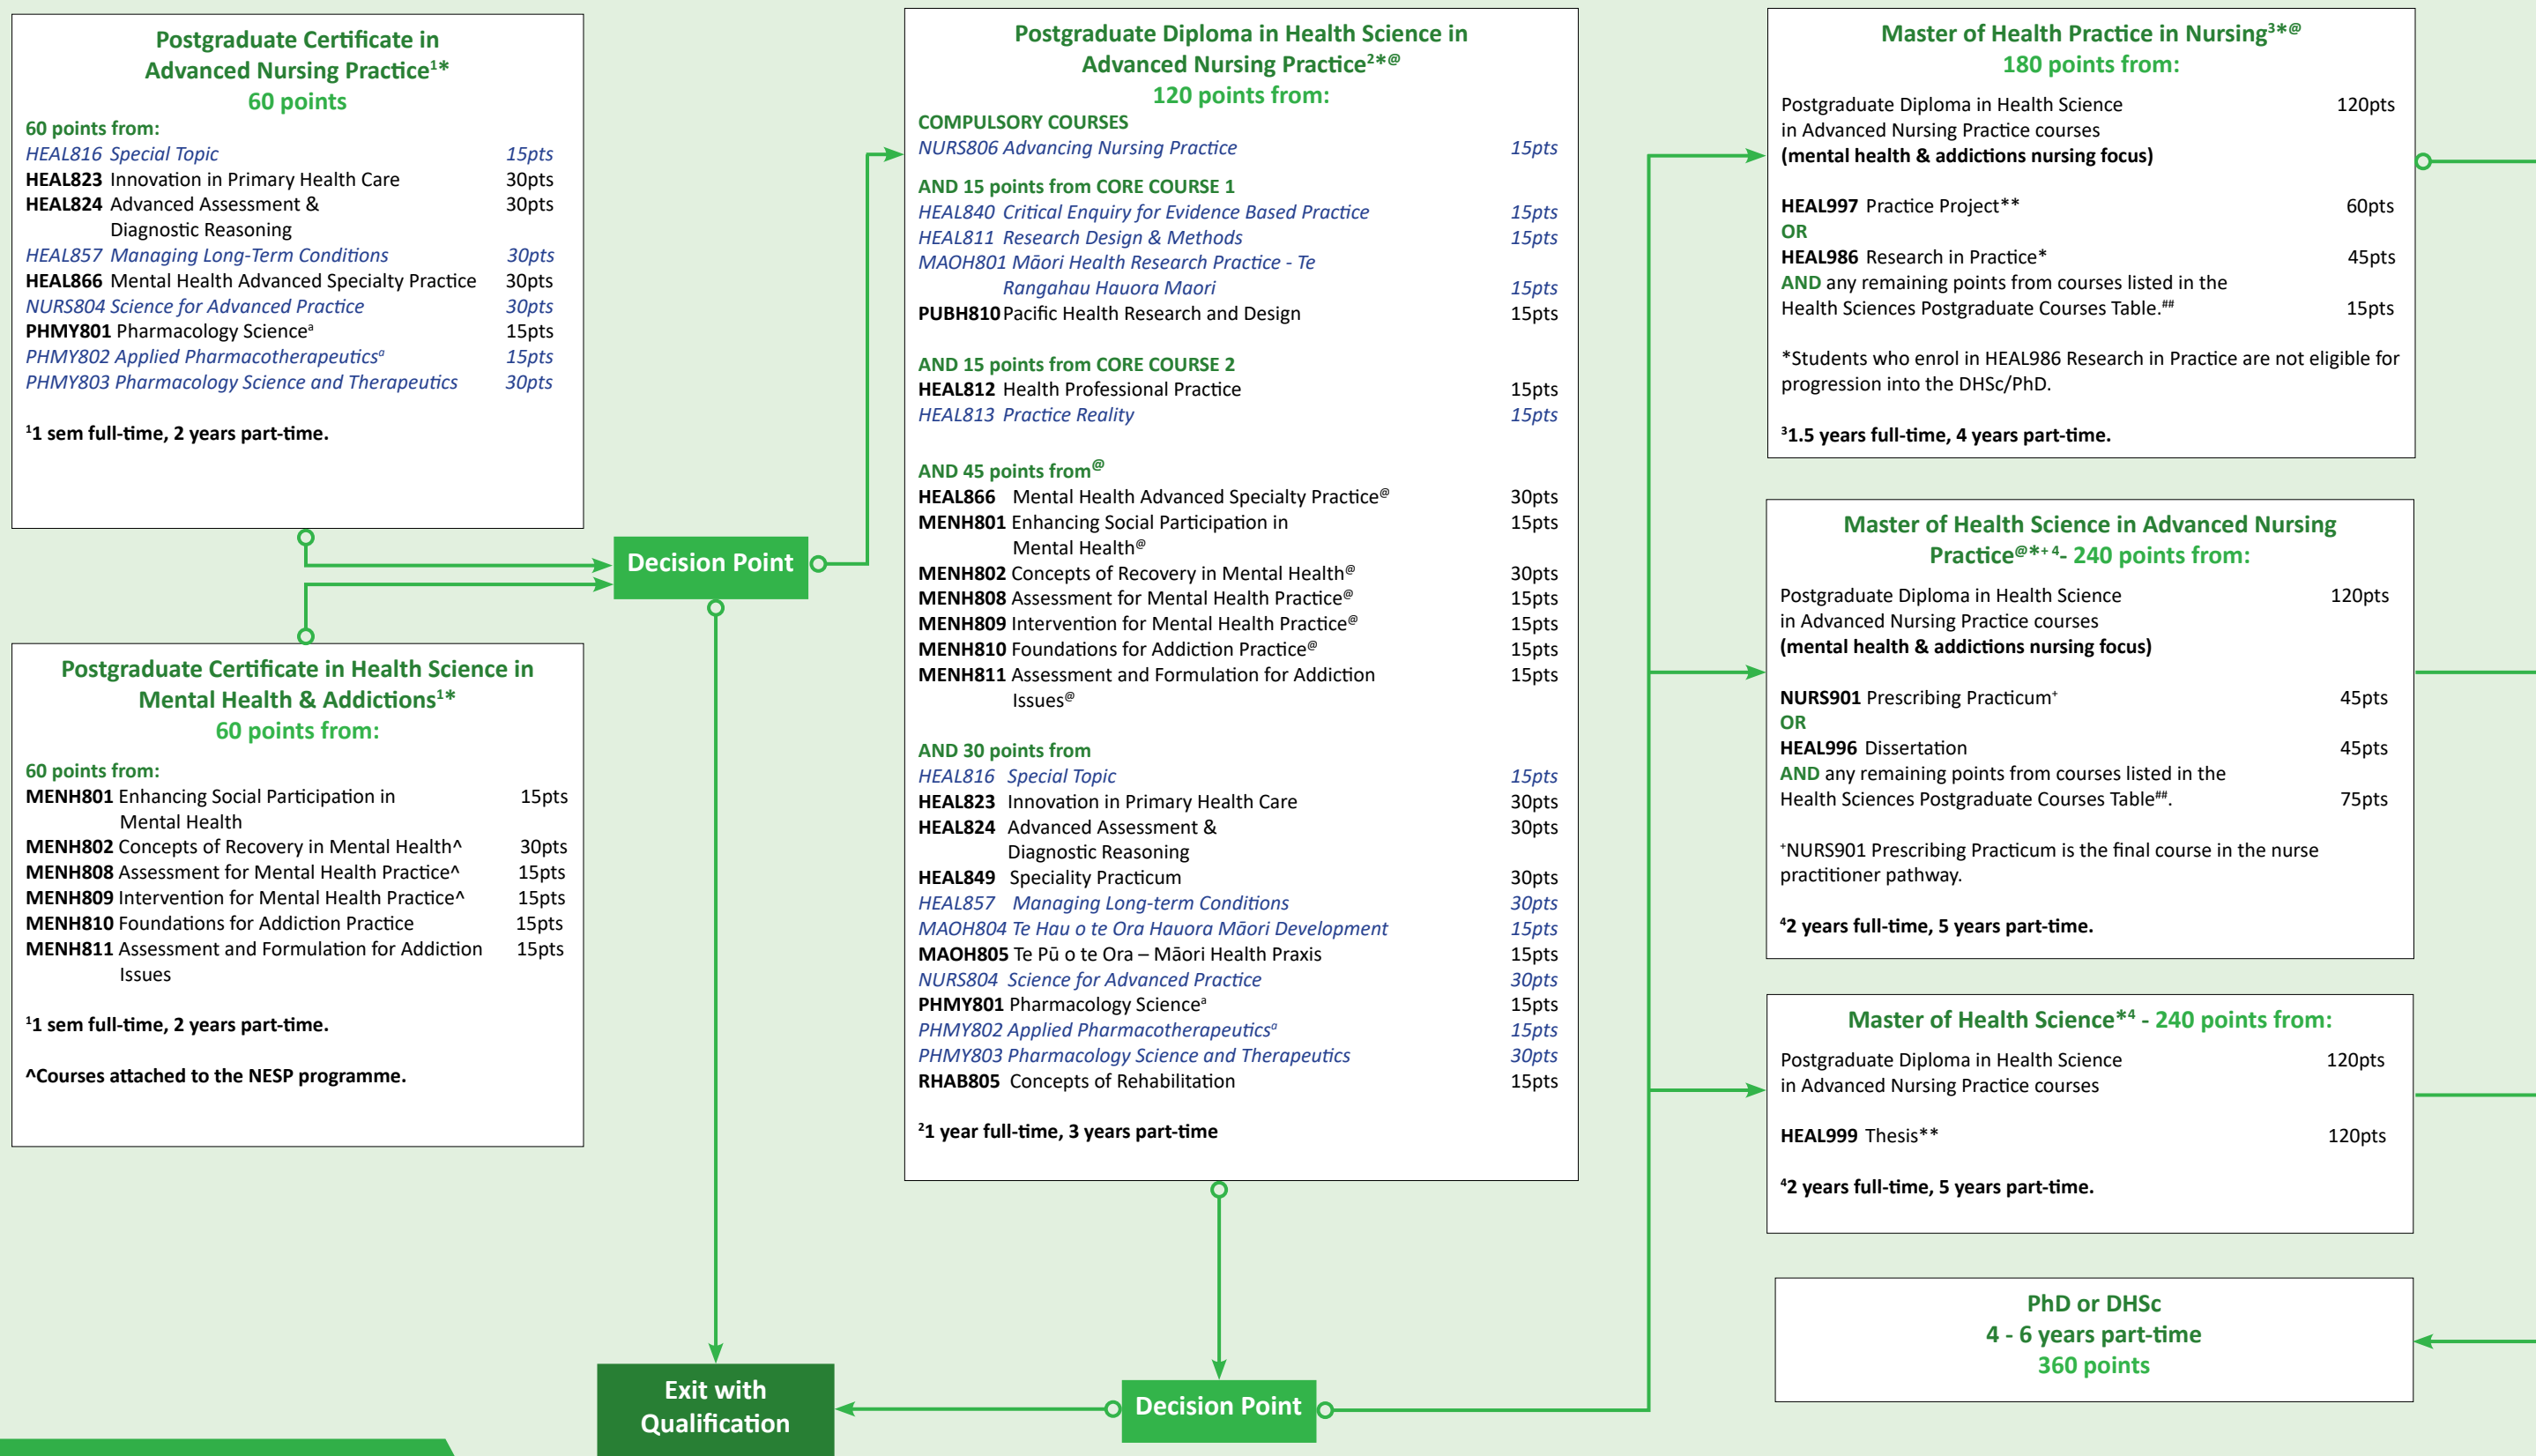 Postgraduate Certificate in
Advanced Nursing Practice¹*
60 points
60 points from:
HEAL816 Special Topic 15pts
HEAL823 Innovation in Primary Health Care 30pts
HEAL824 Advanced Assessment & 30pts
Diagnostic Reasoning
HEAL857 Managing Long-Term Conditions 30pts
HEAL866 Mental Health Advanced Specialty Practice 30pts
NURS804 Science for Advanced Practice 30pts
PHMY801 Pharmacology Scienceᵃ 15pts
PHMY802 Applied Pharmacotherapeuticsᵃ 15pts
PHMY803 Pharmacology Science and Therapeutics 30pts
¹1 sem full-time, 2 years part-time.
Postgraduate Certificate in Health Science in
Mental Health & Addictions¹*
60 points from:
60 points from:
MENH801 Enhancing Social Participation in 15pts
Mental Health
MENH802 Concepts of Recovery in Mental Health^ 30pts
MENH808 Assessment for Mental Health Practice^ 15pts
MENH809 Intervention for Mental Health Practice^ 15pts
MENH810 Foundations for Addiction Practice 15pts
MENH811 Assessment and Formulation for Addiction 15pts
Issues
¹1 sem full-time, 2 years part-time.
^Courses attached to the NESP programme.
Decision Point
Exit with
Qualification
Postgraduate Diploma in Health Science in
Advanced Nursing Practice²*@
120 points from:
COMPULSORY COURSES
NURS806 Advancing Nursing Practice 15pts
AND 15 points from CORE COURSE 1
HEAL840 Critical Enquiry for Evidence Based Practice 15pts
HEAL811 Research Design & Methods 15pts
MAOH801 Māori Health Research Practice - Te
Rangahau Hauora Maori 15pts
PUBH810 Pacific Health Research and Design 15pts
AND 15 points from CORE COURSE 2
HEAL812 Health Professional Practice 15pts
HEAL813 Practice Reality 15pts
AND 45 points from@
HEAL866 Mental Health Advanced Specialty Practice@ 30pts
MENH801 Enhancing Social Participation in 15pts
Mental Health@
MENH802 Concepts of Recovery in Mental Health@ 30pts
MENH808 Assessment for Mental Health Practice@ 15pts
MENH809 Intervention for Mental Health Practice@ 15pts
MENH810 Foundations for Addiction Practice@ 15pts
MENH811 Assessment and Formulation for Addiction 15pts
Issues@
AND 30 points from
HEAL816 Special Topic 15pts
HEAL823 Innovation in Primary Health Care 30pts
HEAL824 Advanced Assessment & 30pts
Diagnostic Reasoning
HEAL849 Speciality Practicum 30pts
HEAL857 Managing Long-term Conditions 30pts
MAOH804 Te Hau o te Ora Hauora Māori Development 15pts
MAOH805 Te Pū o te Ora – Māori Health Praxis 15pts
NURS804 Science for Advanced Practice 30pts
PHMY801 Pharmacology Scienceᵃ 15pts
PHMY802 Applied Pharmacotherapeuticsᵃ 15pts
PHMY803 Pharmacology Science and Therapeutics 30pts
RHAB805 Concepts of Rehabilitation 15pts
²1 year full-time, 3 years part-time
Decision Point
Master of Health Practice in Nursing³*@
180 points from:
Postgraduate Diploma in Health Science 120pts
in Advanced Nursing Practice courses
(mental health & addictions nursing focus)
HEAL997 Practice Project** 60pts
OR
HEAL986 Research in Practice* 45pts
AND any remaining points from courses listed in the
Health Sciences Postgraduate Courses Table.## 15pts
*Students who enrol in HEAL986 Research in Practice are not eligible for
progression into the DHSc/PhD.
³1.5 years full-time, 4 years part-time.
Master of Health Science in Advanced Nursing
Practice@*⁺ ⁴- 240 points from:
Postgraduate Diploma in Health Science 120pts
in Advanced Nursing Practice courses
(mental health & addictions nursing focus)
NURS901 Prescribing Practicum⁺ 45pts
OR
HEAL996 Dissertation 45pts
AND any remaining points from courses listed in the
Health Sciences Postgraduate Courses Table##. 75pts
⁺NURS901 Prescribing Practicum is the final course in the nurse
practitioner pathway.
⁴2 years full-time, 5 years part-time.
Master of Health Science*⁴ - 240 points from:
Postgraduate Diploma in Health Science 120pts
in Advanced Nursing Practice courses
HEAL999 Thesis** 120pts
⁴2 years full-time, 5 years part-time.
PhD or DHSc
4 - 6 years part-time
360 points